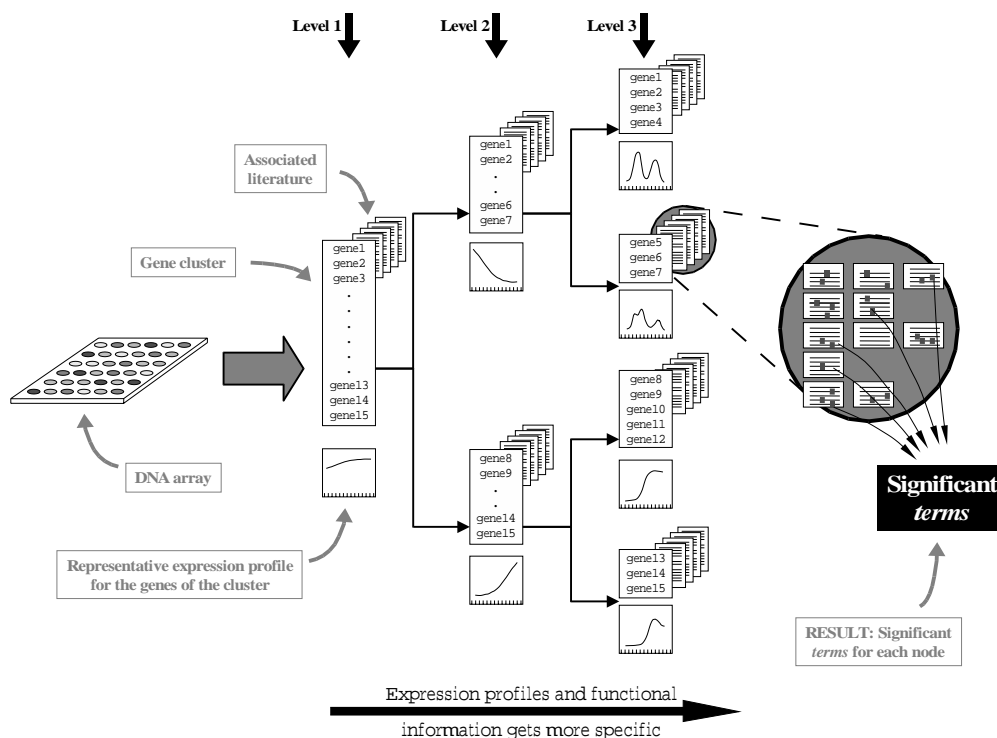 Level 1
Level 2
Level 3
Associated
literature
Gene cluster
DNA array
Representative expression profile
for the genes of the cluster
gene1
gene2
gene3
.
.
.
.
.
.
gene13
gene14
gene15
gene1
gene2
.
.
gene6
gene7
gene8
gene9
.
.
gene14
gene15
gene1
gene2
gene3
gene4
gene5
gene6
gene7
gene8
gene9
gene10
gene11
gene12
gene13
gene14
gene15
Significant
terms
RESULT: Significant
terms for each node
Expression profiles and functional
information gets more specific